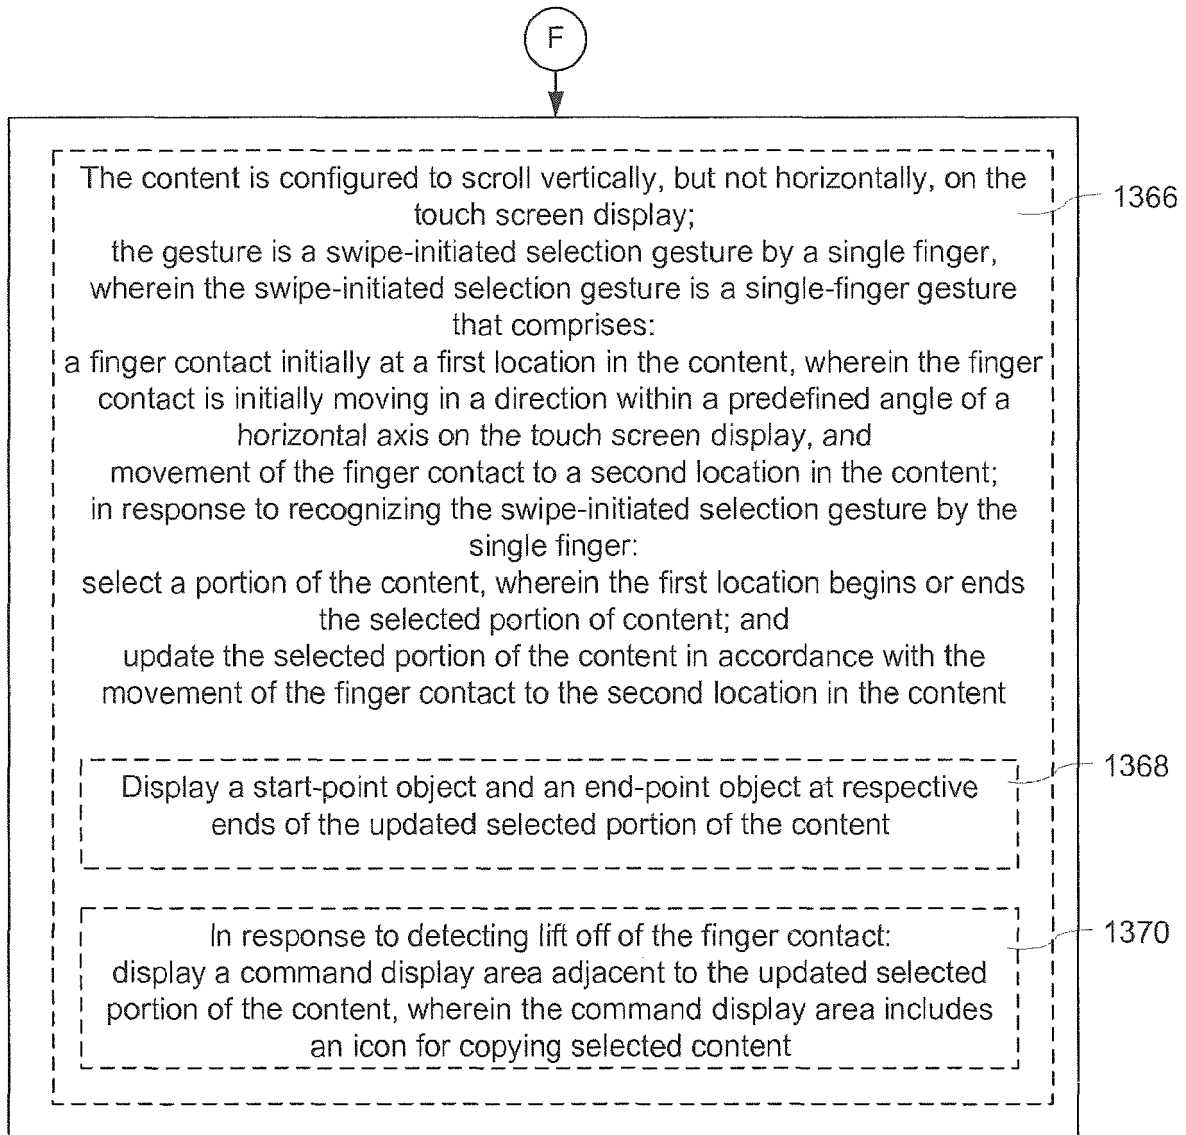 F
The content is configured to scroll vertically, but not horizontally, on the
touch screen display;
the gesture is a swipe-initiated selection gesture by a single finger,
wherein the swipe-initiated selection gesture is a single-finger gesture
that comprises:
a finger contact initially at a first location in the content, wherein the finger
contact is initially moving in a direction within a predefined angle of a
horizontal axis on the touch screen display, and
movement of the finger contact to a second location in the content;
in response to recognizing the swipe-initiated selection gesture by the
single finger:
select a portion of the content, wherein the first location begins or ends
the selected portion of content; and
update the selected portion of the content in accordance with the
movement of the finger contact to the second location in the content
1366
Display a start-point object and an end-point object at respective
ends of the updated selected portion of the content
1368
In response to detecting lift off of the finger contact:
display a command display area adjacent to the updated selected
portion of the content, wherein the command display area includes
an icon for copying selected content
1370